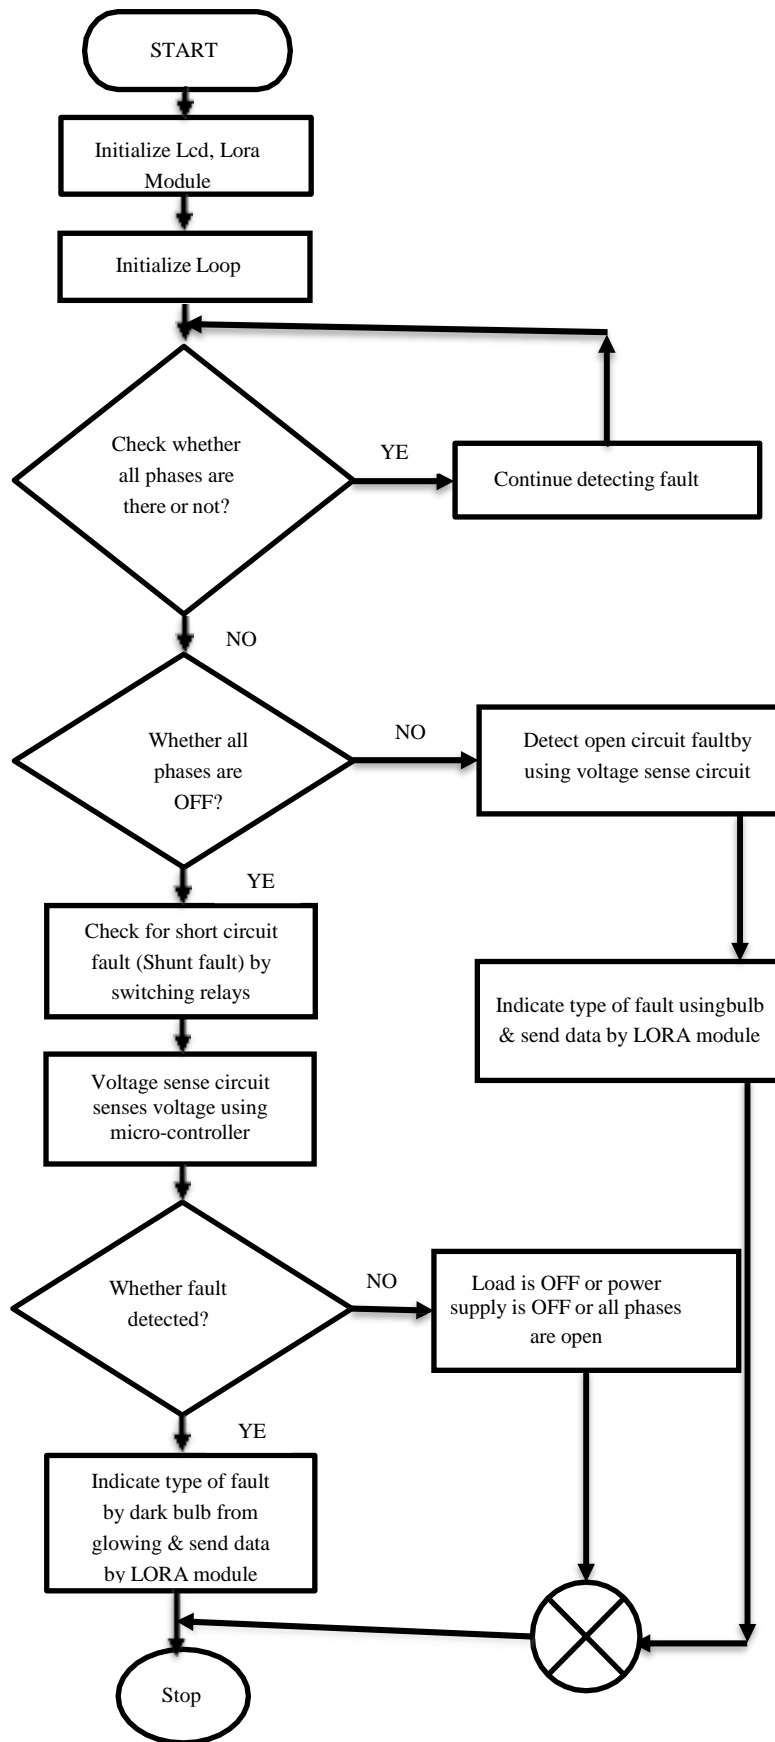 START
Initialize Lcd, Lora
Module
Initialize Loop
Check whether
all phases are
there or not?
YE
Continue detecting fault
NO
Whether all
phases are
OFF?
NO
Detect open circuit faultby
using voltage sense circuit
YE
Check for short circuit
fault (Shunt fault) by
switching relays
Indicate type of fault usingbulb
& send data by LORA module
Voltage sense circuit
senses voltage using
micro-controller
Whether fault
detected?
NO
Load is OFF or power
supply is OFF or all phases
are open
YE
Indicate type of fault
by dark bulb from
glowing & send data
by LORA module
Stop